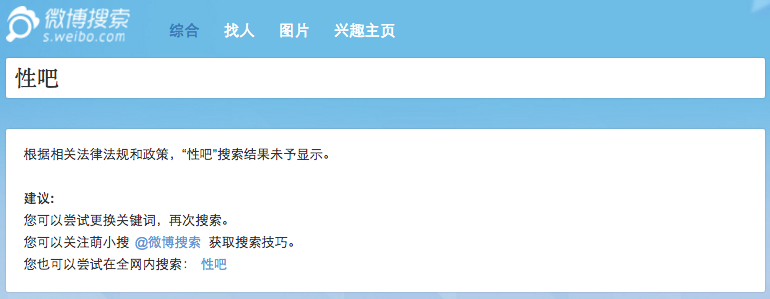 微博搜索
s.weibo.com
综合 找人 图片 兴趣主页
性吧
根据相关法律法规和政策，“性吧”搜索结果未予显示。
建议：
您可以尝试更换关键词，再次搜索。
您可以关注萌小搜 @微博搜索 获取搜索技巧。
您也可以尝试在全网内搜索： 性吧